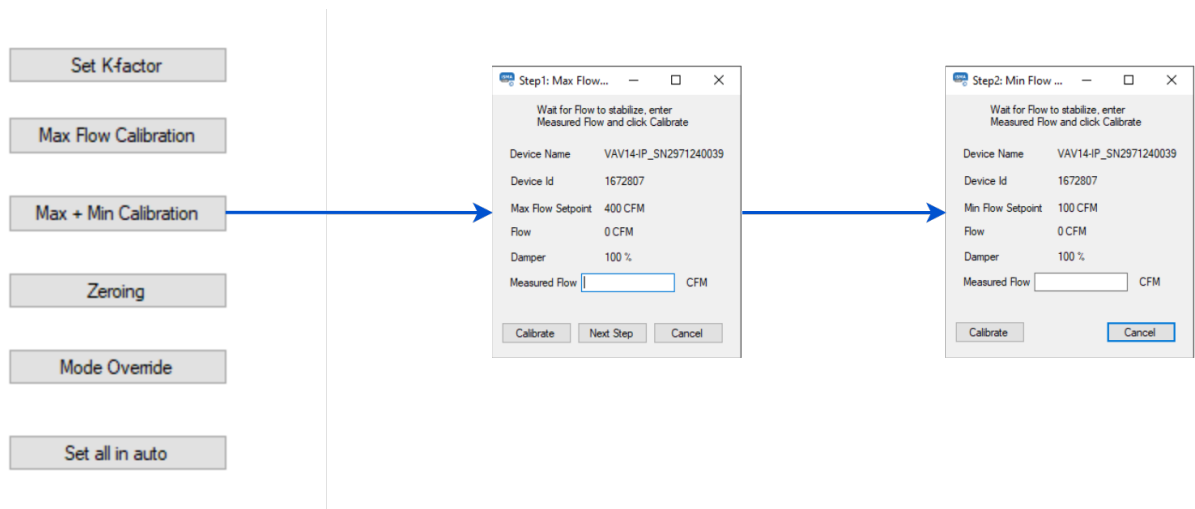 Set K-factor
Max Flow Calibration
Max + Min Calibration
Zeroing
Mode Override
Set all in auto
Step1: Max Flow...
Wait for Flow to stabilize, enter
Measured Flow and click Calibrate
Device Name VAV14-IP_SN2971240039
Device Id 1672807
Max Flow Setpoint 400 CFM
Flow 0 CFM
Damper 100 %
Measured Flow CFM
Calibrate Next Step Cancel
Step2: Min Flow ...
Wait for Flow to stabilize, enter
Measured Flow and click Calibrate
Device Name VAV14-IP_SN2971240039
Device Id 1672807
Min Flow Setpoint 100 CFM
Flow 0 CFM
Damper 100 %
Measured Flow CFM
Calibrate Cancel